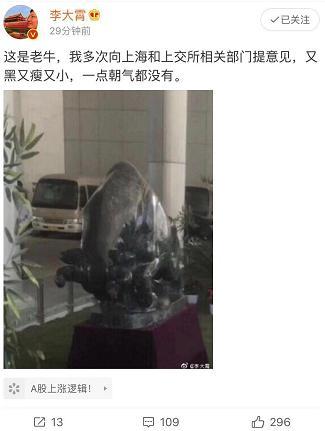 李大霄
29分钟前
已关注
这是老牛，我多次向上海和上交所相关部门提意见，又
黑又瘦又小，一点朝气都没有。
@李大霄
A股上涨逻辑！
13
109
296